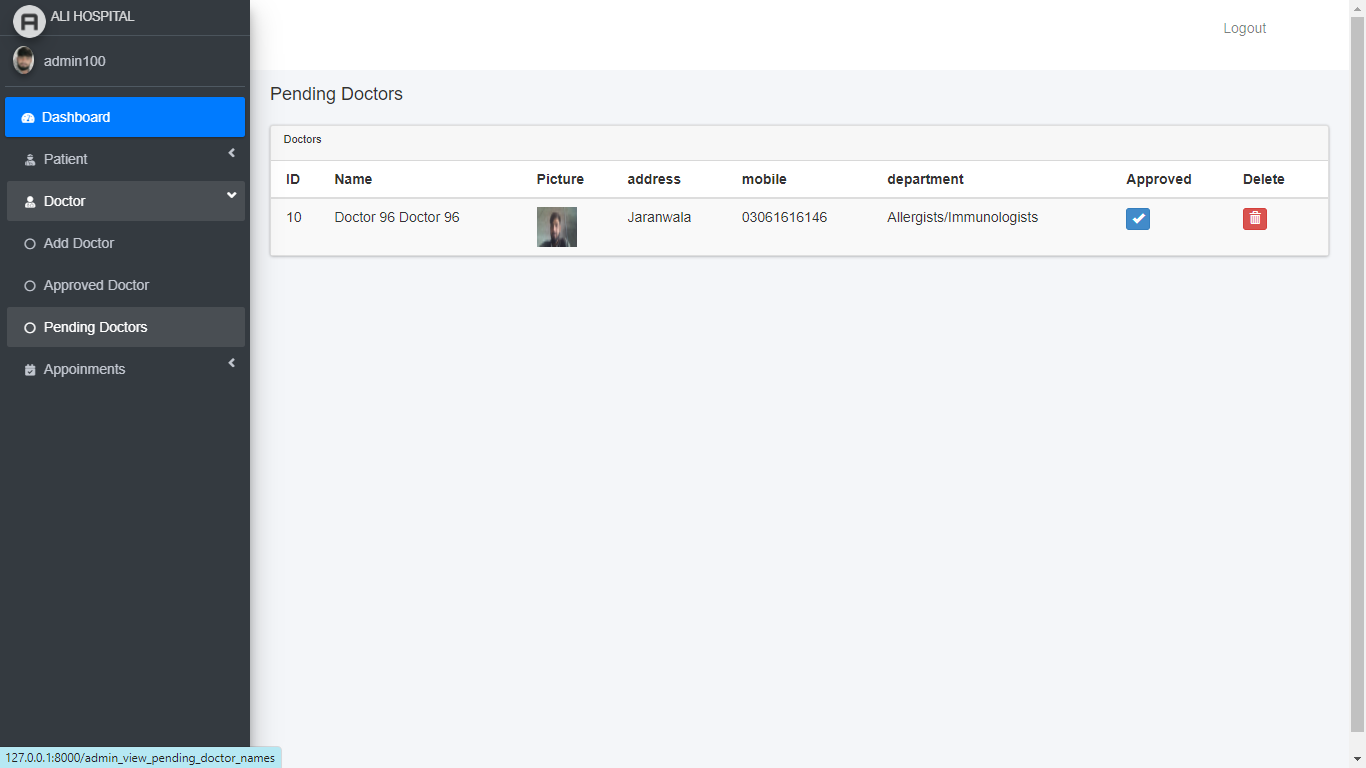 ALI HOSPITAL
Logout
admin100
Dashboard
Patient
Doctor
Add Doctor
Approved Doctor
Pending Doctors
Appoinments
Pending Doctors
Doctors
ID Name Picture address mobile department Approved Delete
10 Doctor 96 Doctor 96 Jaranwala 03061616146 Allergists/Immunologists
127.0.0.1:8000/admin_view_pending_doctor_names